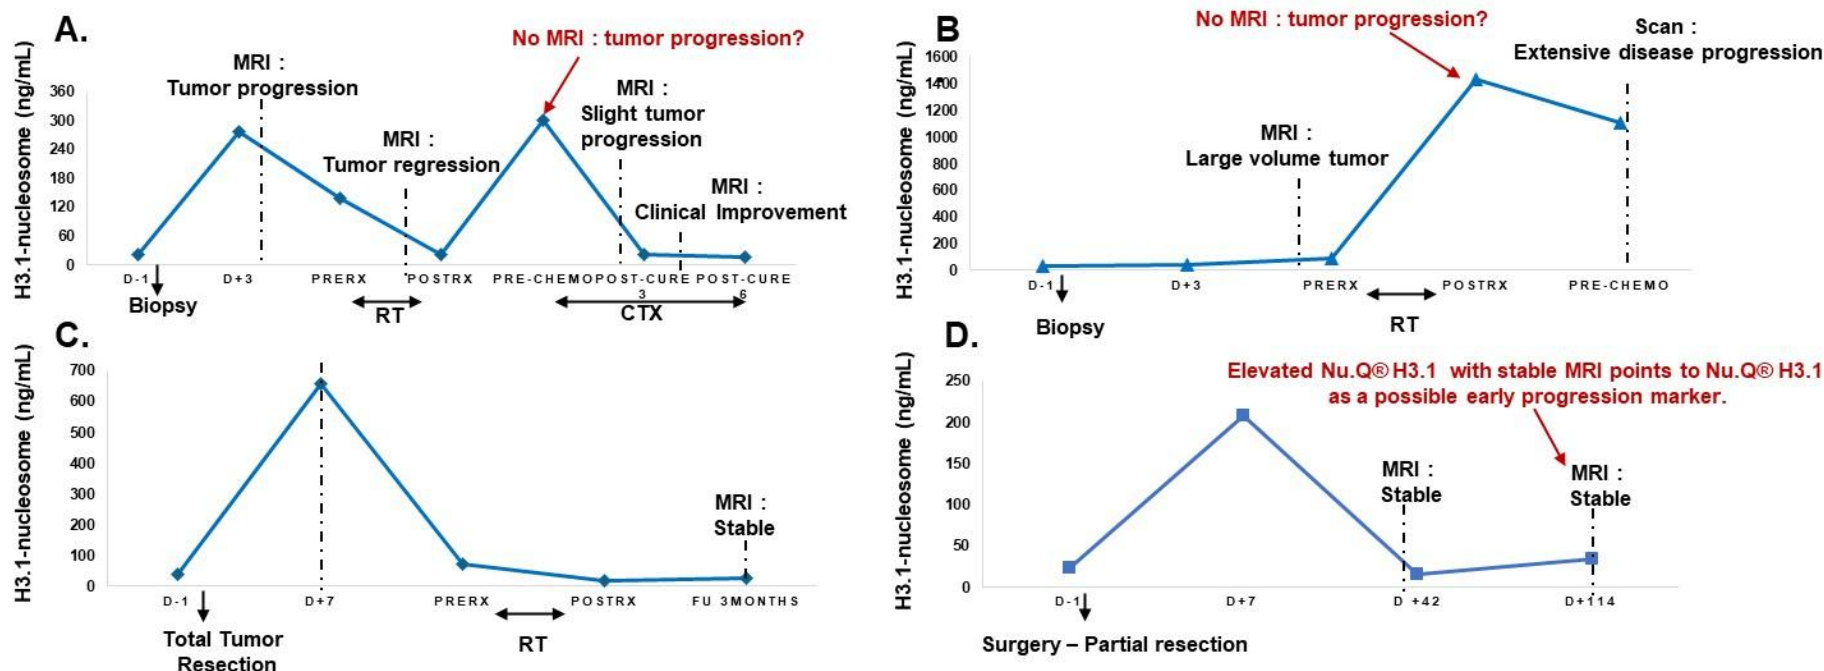 A.
No MRI : tumor progression?
MRI :
Tumor progression
MRI :
Tumor regression
MRI :
Slight tumor
progression
MRI :
Clinical Improvement
H3.1-nucleosome (ng/mL)
360
300
240
180
120
60
0
D-1
D+3
PRERX
POSTRX
PRE-CHEMO
POST-CURE
3
POST-CURE
6
Biopsy
RT
CTX
B
No MRI : tumor progression?
Scan :
Extensive disease progression
MRI :
Large volume tumor
H3.1-nucleosome (ng/mL)
1600
1400
1200
1000
800
600
400
200
0
D-1
D+3
PRERX
POSTRX
PRE-CHEMO
Biopsy
RT
C.
H3.1-nucleosome (ng/mL)
700
600
500
400
300
200
100
0
MRI :
Stable
D-1
D+7
PRERX
POSTRX
FU 3MONTHS
Total Tumor
Resection
RT
D.
Elevated Nu.Q® H3.1 with stable MRI points to Nu.Q® H3.1
as a possible early progression marker.
MRI :
Stable
MRI :
Stable
H3.1-nucleosome (ng/mL)
250
200
150
100
50
0
D-1
D+7
D +42
D+114
Surgery – Partial resection